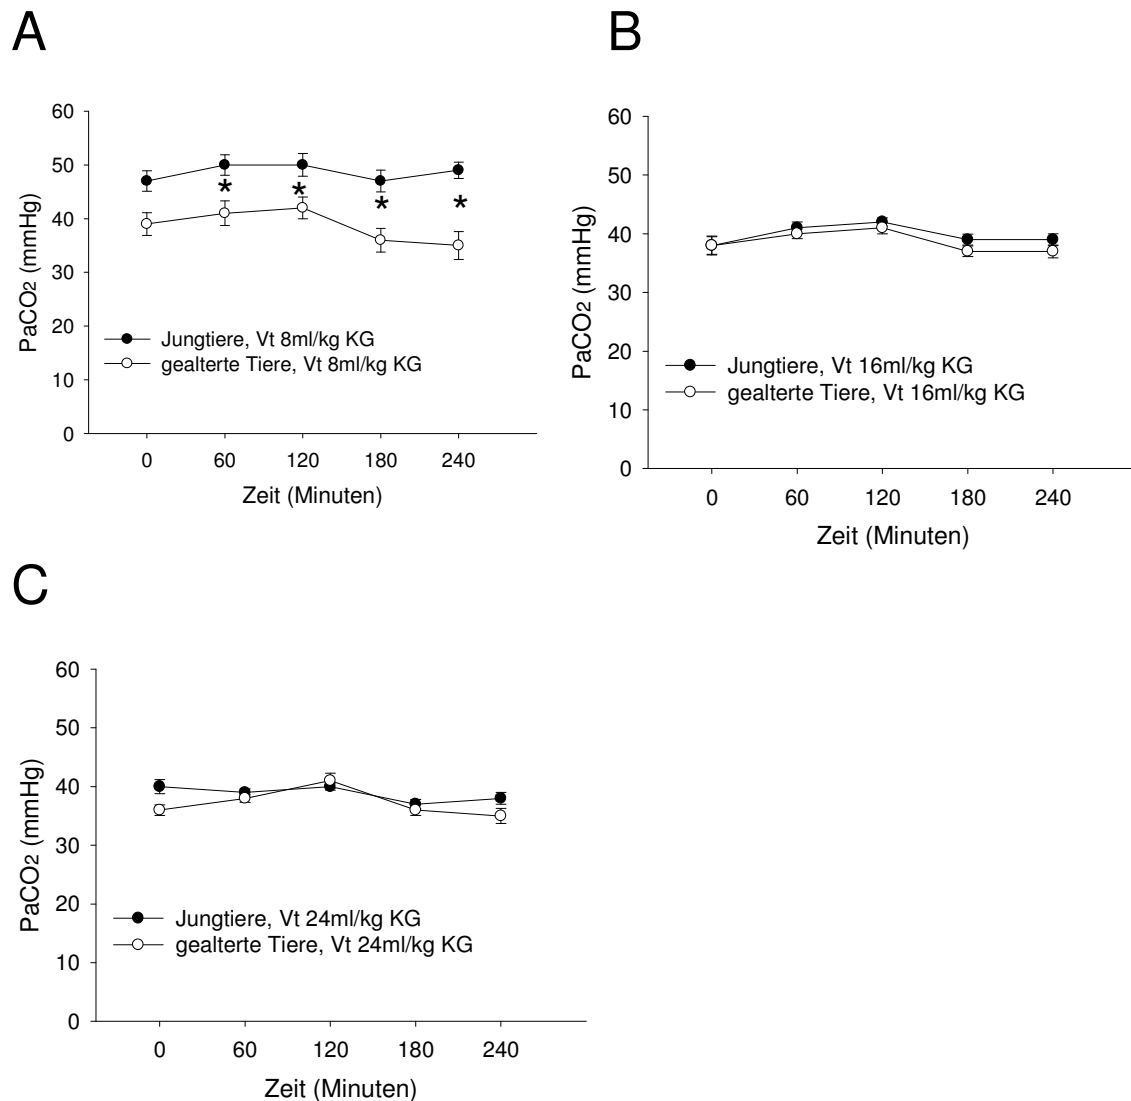 A
60
50
40
30
20
10
0
PaCO2 (mmHg)
*
*
*
*
Jungtiere, Vt 8ml/kg KG
gealterte Tiere, Vt 8ml/kg KG
0 60 120 180 240
Zeit (Minuten)
B
60
50
40
30
20
10
0
PaCO2 (mmHg)
Jungtiere, Vt 16ml/kg KG
gealterte Tiere, Vt 16ml/kg KG
0 60 120 180 240
Zeit (Minuten)
C
60
50
40
30
20
10
0
PaCO2 (mmHg)
Jungtiere, Vt 24ml/kg KG
gealterte Tiere, Vt 24ml/kg KG
0 60 120 180 240
Zeit (Minuten)